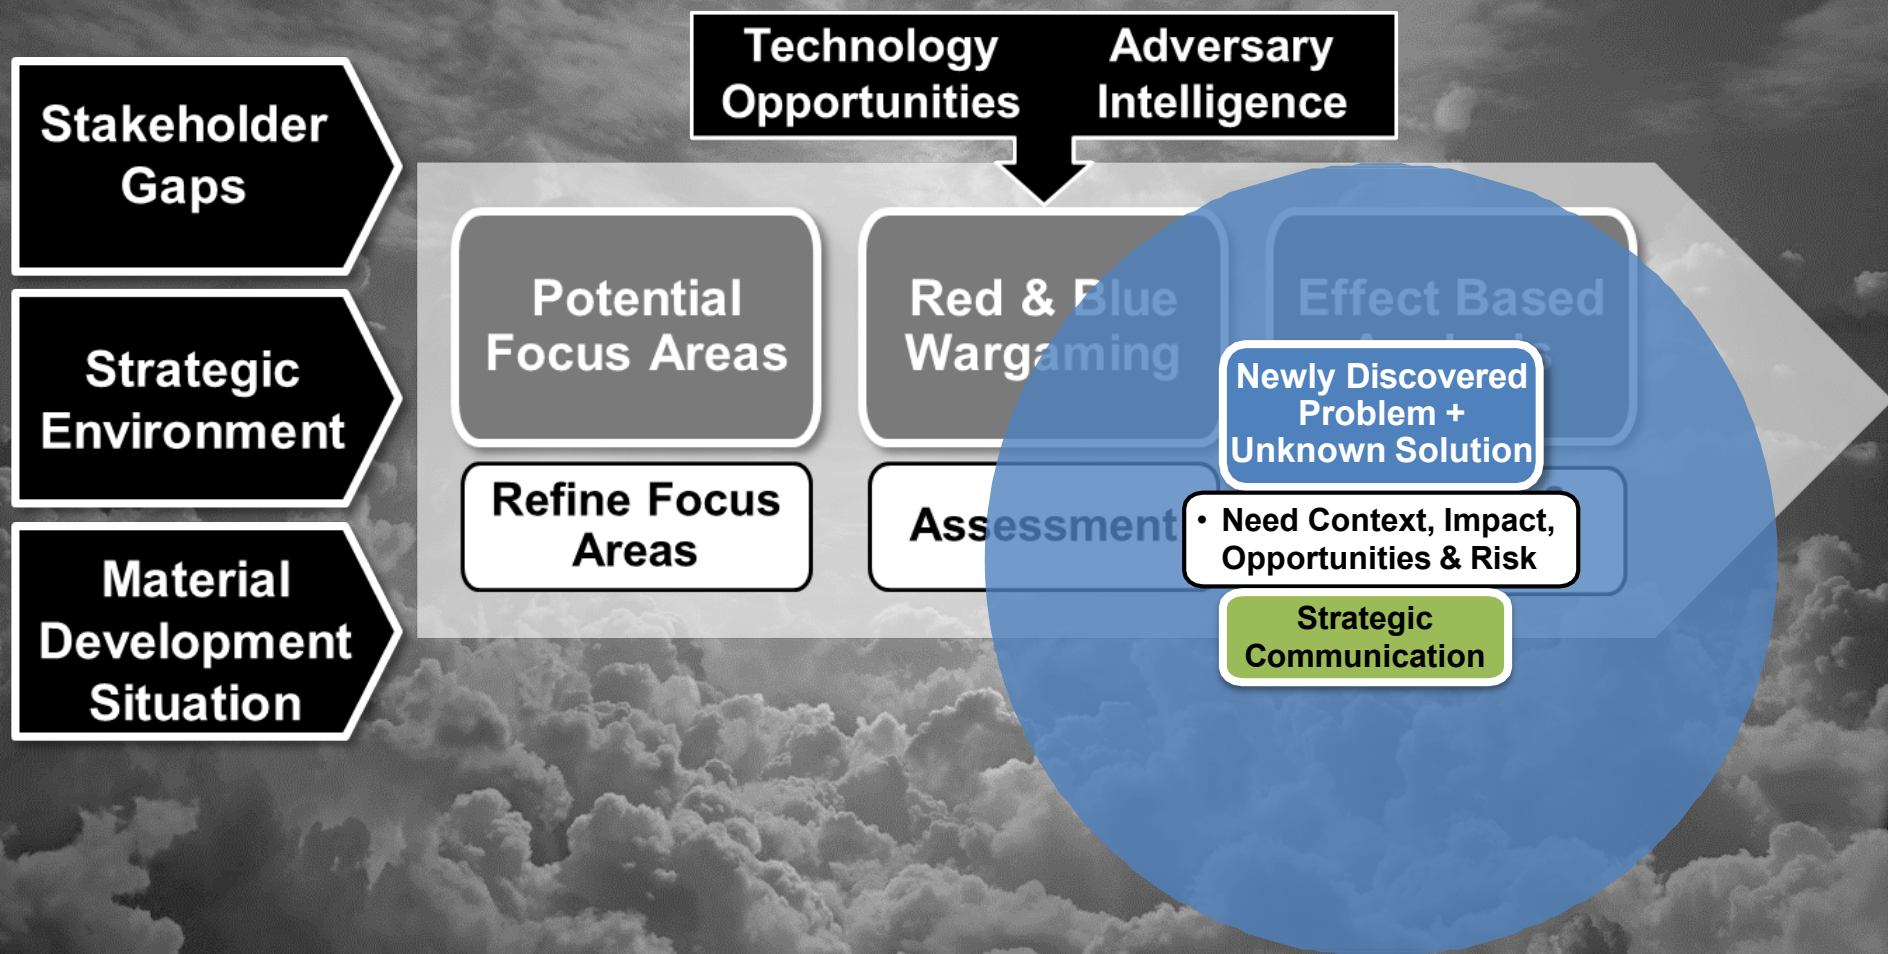 Technology
Opportunities
Adversary
Intelligence
Stakeholder
Gaps
Strategic
Environment
Material
Development
Situation
Potential
Focus Areas
Red & Blue
Wargaming
Effect Based
Refine Focus
Areas
Assessment
Newly Discovered
Problem +
Unknown Solution
• Need Context, Impact,
Opportunities & Risk
Strategic
Communication